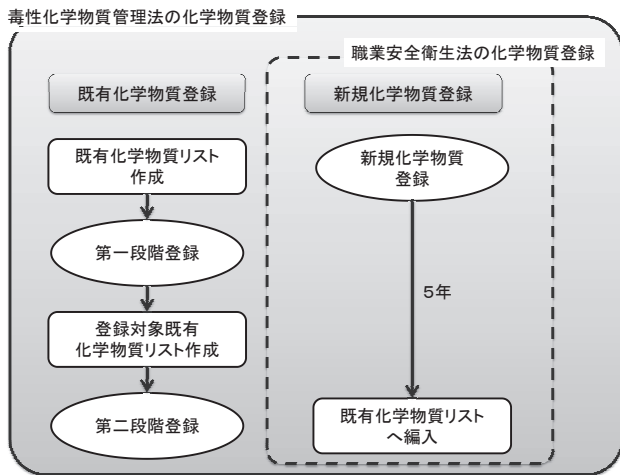 毒性化学物質管理法の化学物質登録
職業安全衛生法の化学物質登録
既有化学物質登録
新規化学物質登録
既有化学物質リスト
作成
新規化学物質
登録
第一段階登録
5年
登録対象既有
化学物質リスト作成
第二段階登録
既有化学物質リスト
へ編入